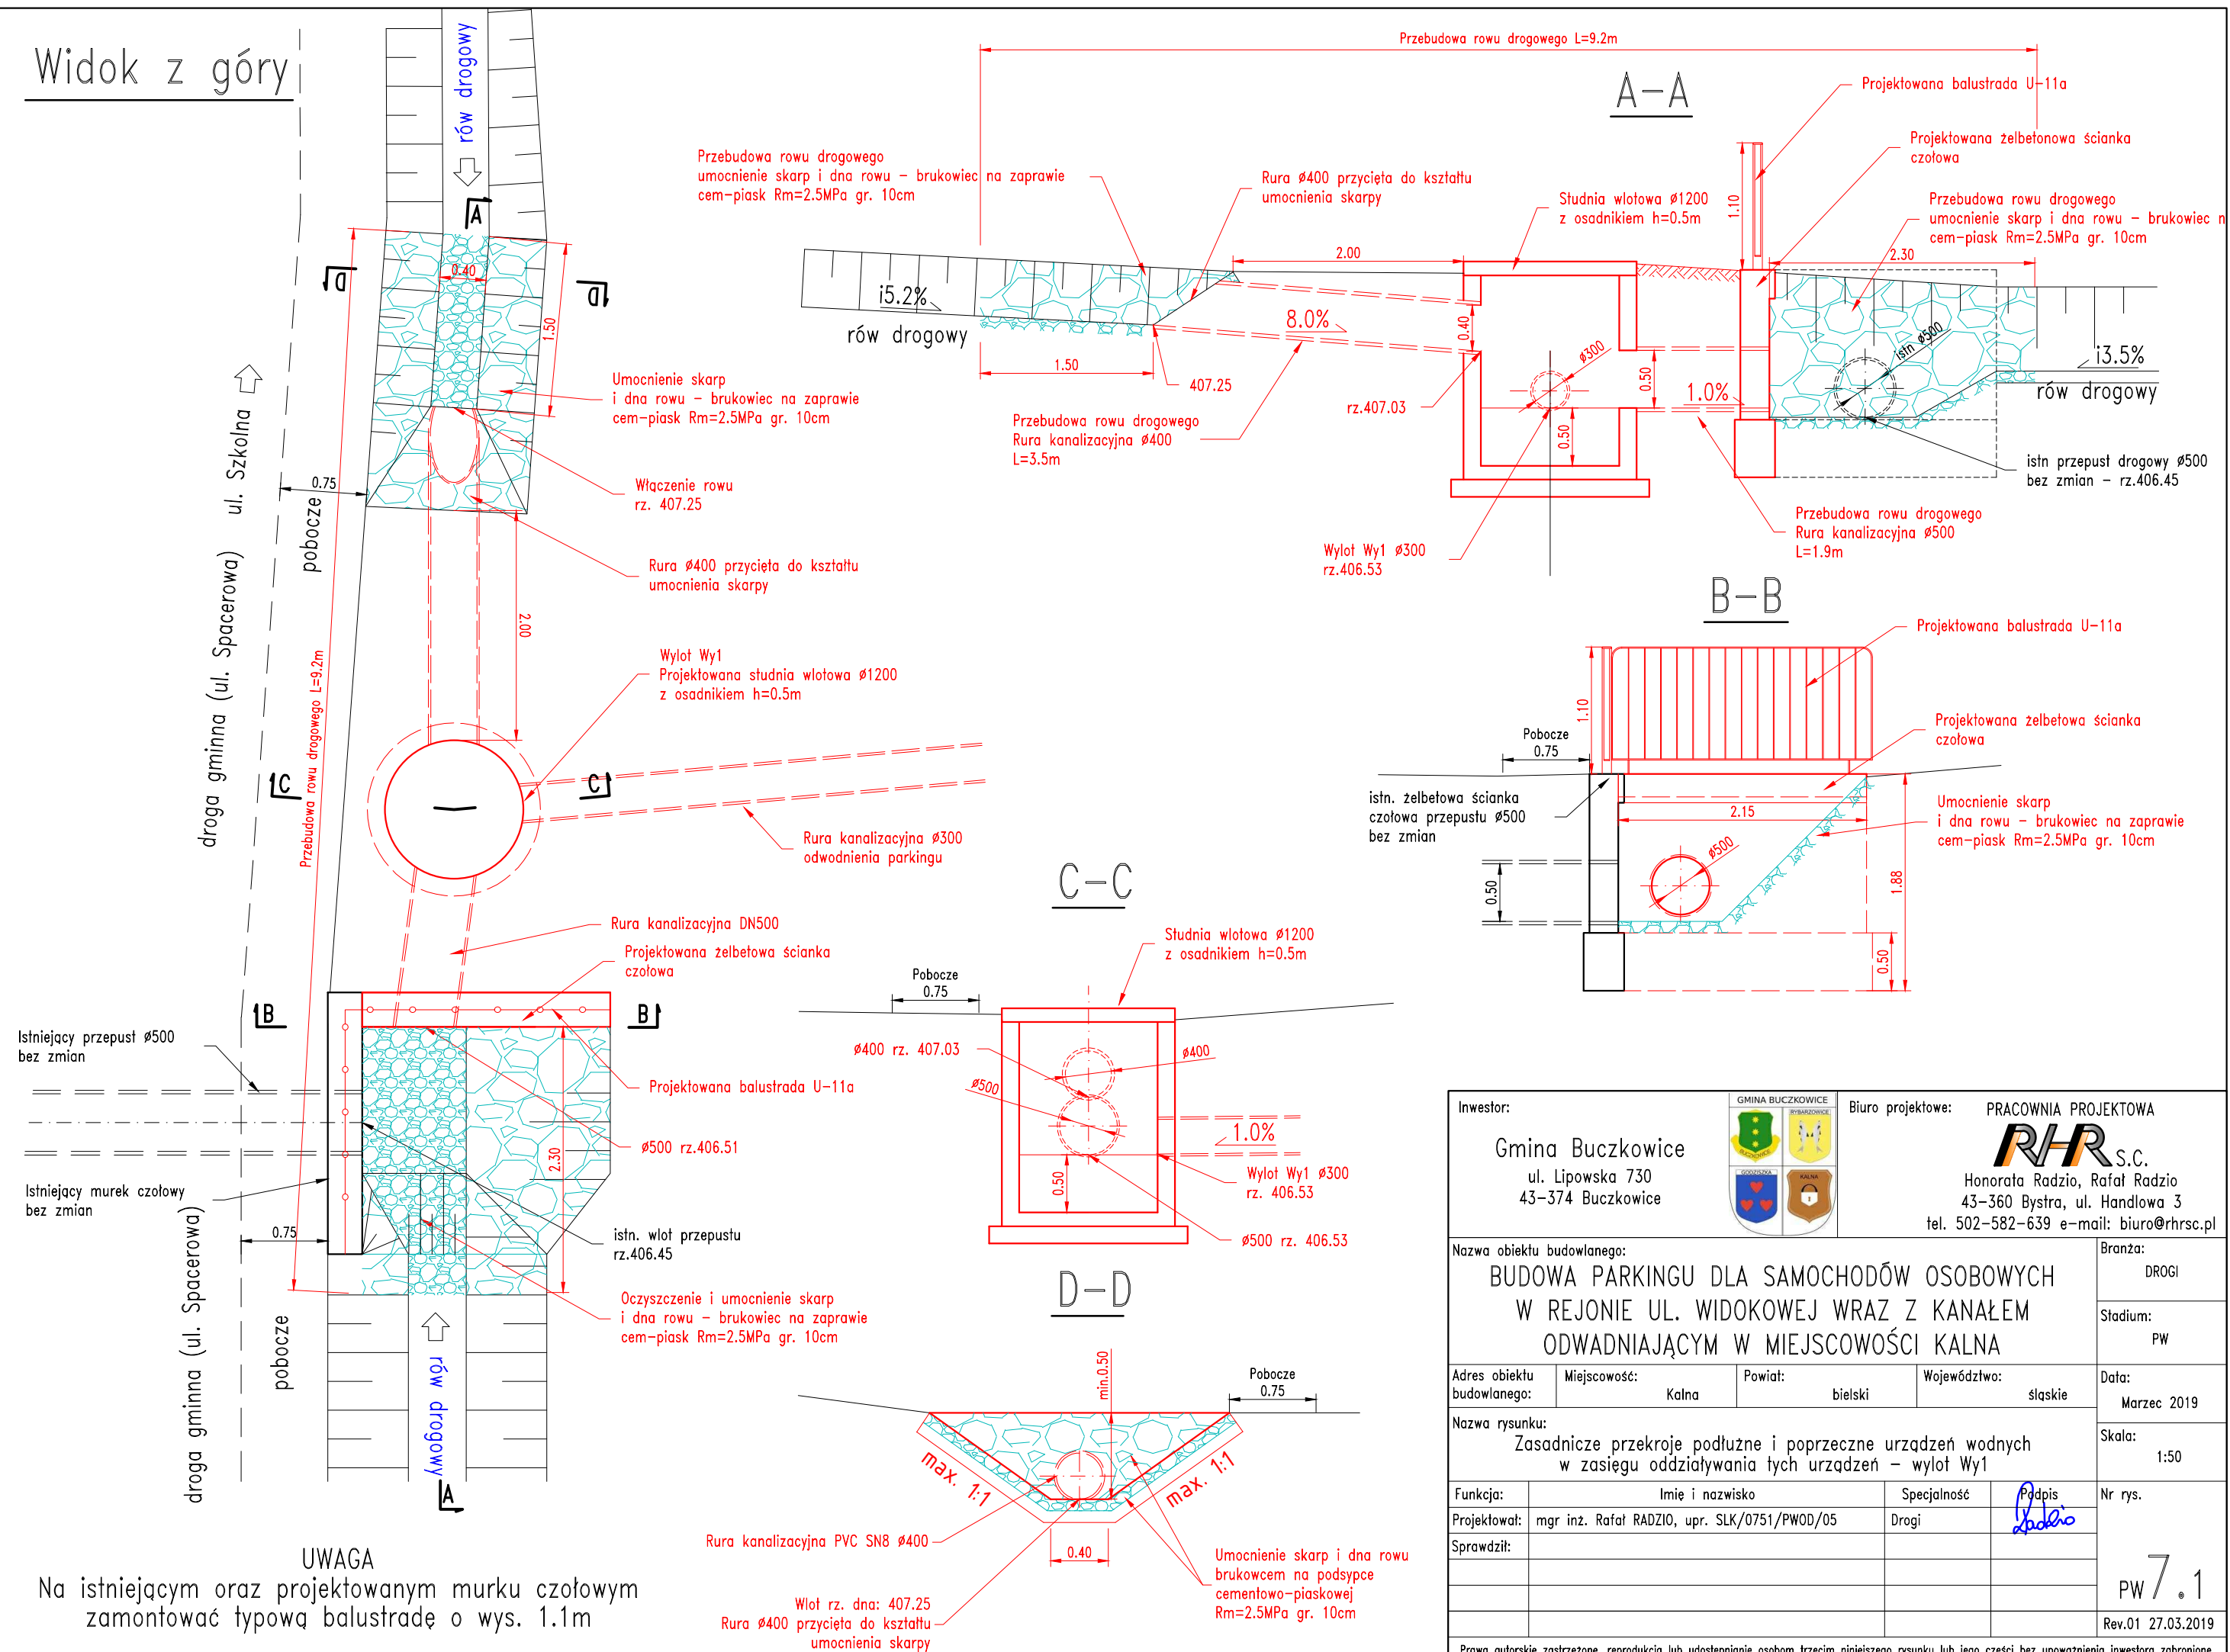 Widok z góry
rów drogowy
A
D
D
0.40
1.50
Umocnienie skarp
i dna rowu – brukowiec na zaprawie
cem-piask Rm=2.5MPa gr. 10cm
ul. Szkolna
0.75
pobocze
Włączenie rowu
rz. 407.25
Rura ø400 przycięta do kształtu
umocnienia skarpy
2.00
droga gminna (ul. Spacerowa)
Przebudowa rowu drogowego L=9.2m
Wylot Wy1
Projektowana studnia wlotowa ø1200
z osadnikiem h=0.5m
C
C
Rura kanalizacyjna ø300
odwodnienia parkingu
Rura kanalizacyjna DN500
Projektowana żelbetowa ścianka
czołowa
B
B
Istniejący przepust ø500
bez zmian
Projektowana balustrada U-11a
ø500 rz.406.51
2.30
Istniejący murek czołowy
bez zmian
0.75
istn. wlot przepustu
rz.406.45
Oczyszczenie i umocnienie skarp
i dna rowu – brukowiec na zaprawie
cem-piask Rm=2.5MPa gr. 10cm
droga gminna (ul. Spacerowa)
pobocze
rów drogowy
A
UWAGA
Na istniejącym oraz projektowanym murku czołowym
zamontować typową balustradę o wys. 1.1m
Przebudowa rowu drogowego L=9.2m
A-A
Projektowana balustrada U-11a
Projektowana żelbetonowa ścianka
czołowa
Przebudowa rowu drogowego
umocnienie skarp i dna rowu – brukowiec na zaprawie
cem-piask Rm=2.5MPa gr. 10cm
Rura ø400 przycięta do kształtu
umocnienia skarpy
Studnia wlotowa ø1200
z osadnikiem h=0.5m
1.10
Przebudowa rowu drogowego
umocnienie skarp i dna rowu – brukowiec n
cem-piask Rm=2.5MPa gr. 10cm
2.00
2.30
i5.2%
rów drogowy
8.0%
0.40
ø300
0.50
1.0%
istn ø500
i3.5%
rów drogowy
1.50
407.25
rz.407.03
0.50
Przebudowa rowu drogowego
Rura kanalizacyjna ø400
L=3.5m
istn przepust drogowy ø500
bez zmian – rz.406.45
Wylot Wy1 ø300
rz.406.53
Przebudowa rowu drogowego
Rura kanalizacyjna ø500
L=1.9m
B-B
Projektowana balustrada U-11a
1.10
Pobocze
0.75
Projektowana żelbetowa ścianka
czołowa
istn. żelbetowa ścianka
czołowa przepustu ø500
bez zmian
2.15
Umocnienie skarp
i dna rowu – brukowiec na zaprawie
cem-piask Rm=2.5MPa gr. 10cm
ø500
0.50
1.88
0.50
C-C
Studnia wlotowa ø1200
z osadnikiem h=0.5m
Pobocze
0.75
ø400 rz. 407.03
ø400
ø500
1.0%
0.50
Wylot Wy1 ø300
rz. 406.53
ø500 rz. 406.53
D-D
min.0.50
Pobocze
0.75
max. 1:1
max. 1:1
Rura kanalizacyjna PVC SN8 ø400
0.40
Umocnienie skarp i dna rowu
brukowcem na podsypce
cementowo-piaskowej
Rm=2.5MPa gr. 10cm
Wlot rz. dna: 407.25
Rura ø400 przycięta do kształtu
umocnienia skarpy
Inwestor:
Gmina Buczkowice
ul. Lipowska 730
43-374 Buczkowice
GMINA BUCZKOWICE
BUCZKOWICE
RYBARZOWICE
GODZISZKA
KALNA
Biuro projektowe:
PRACOWNIA PROJEKTOWA
RHR s.c.
Honorata Radzio, Rafał Radzio
43-360 Bystra, ul. Handlowa 3
tel. 502-582-639 e-mail: biuro@rhrsc.pl
Nazwa obiektu budowlanego:
BUDOWA PARKINGU DLA SAMOCHODÓW OSOBOWYCH
W REJONIE UL. WIDOKOWEJ WRAZ Z KANAŁEM
ODWADNIAJĄCYM W MIEJSCOWOŚCI KALNA
Branża:
DROGI
Stadium:
PW
Adres obiektu
budowlanego:
Miejscowość:
Kalna
Powiat:
bielski
Województwo:
śląskie
Data:
Marzec 2019
Nazwa rysunku:
Zasadnicze przekroje podłużne i poprzeczne urządzeń wodnych
w zasięgu oddziaływania tych urządzeń – wylot Wy1
Skala:
1:50
Funkcja: Imię i nazwisko Specjalność Podpis
Nr rys.
Projektował: mgr inż. Rafał RADZIO, upr. SLK/0751/PWOD/05 Drogi Radzio
Sprawdził:
PW 7.1
Rev.01 27.03.2019
Prawa autorskie zastrzeżone, reprodukcja lub udostępnianie osobom trzecim niniejszego rysunku lub jego części bez upoważnienia inwestora zabronione